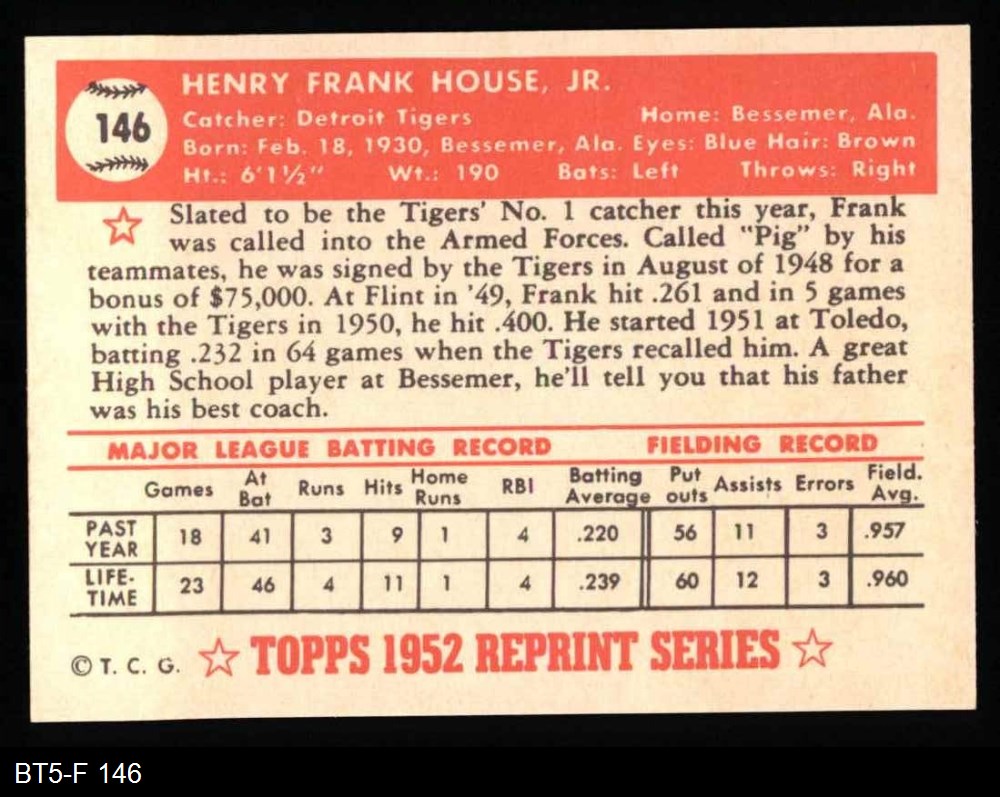 HENRY FRANK HOUSE, JR.
146
Catcher: Detroit Tigers Home: Bessemer, Ala.
Born: Feb. 18, 1930, Bessemer, Ala. Eyes: Blue Hair: Brown
Ht.: 6'1½" Wt.: 190 Bats: Left Throws: Right
Slated to be the Tigers' No. 1 catcher this year, Frank
was called into the Armed Forces. Called "Pig" by his
teammates, he was signed by the Tigers in August of 1948 for a
bonus of $75,000. At Flint in '49, Frank hit .261 and in 5 games
with the Tigers in 1950, he hit .400. He started 1951 at Toledo,
batting .232 in 64 games when the Tigers recalled him. A great
High School player at Bessemer, he'll tell you that his father
was his best coach.
MAJOR LEAGUE BATTING RECORD FIELDING RECORD
Games At Bat Runs Hits Home Runs RBI Batting Average Put outs Assists Errors Field. Avg.
PAST YEAR 18 41 3 9 1 4 .220 56 11 3 .957
LIFE-TIME 23 46 4 11 1 4 .239 60 12 3 .960
© T. C. G. ☆ TOPPS 1952 REPRINT SERIES ☆
BT5-F 146